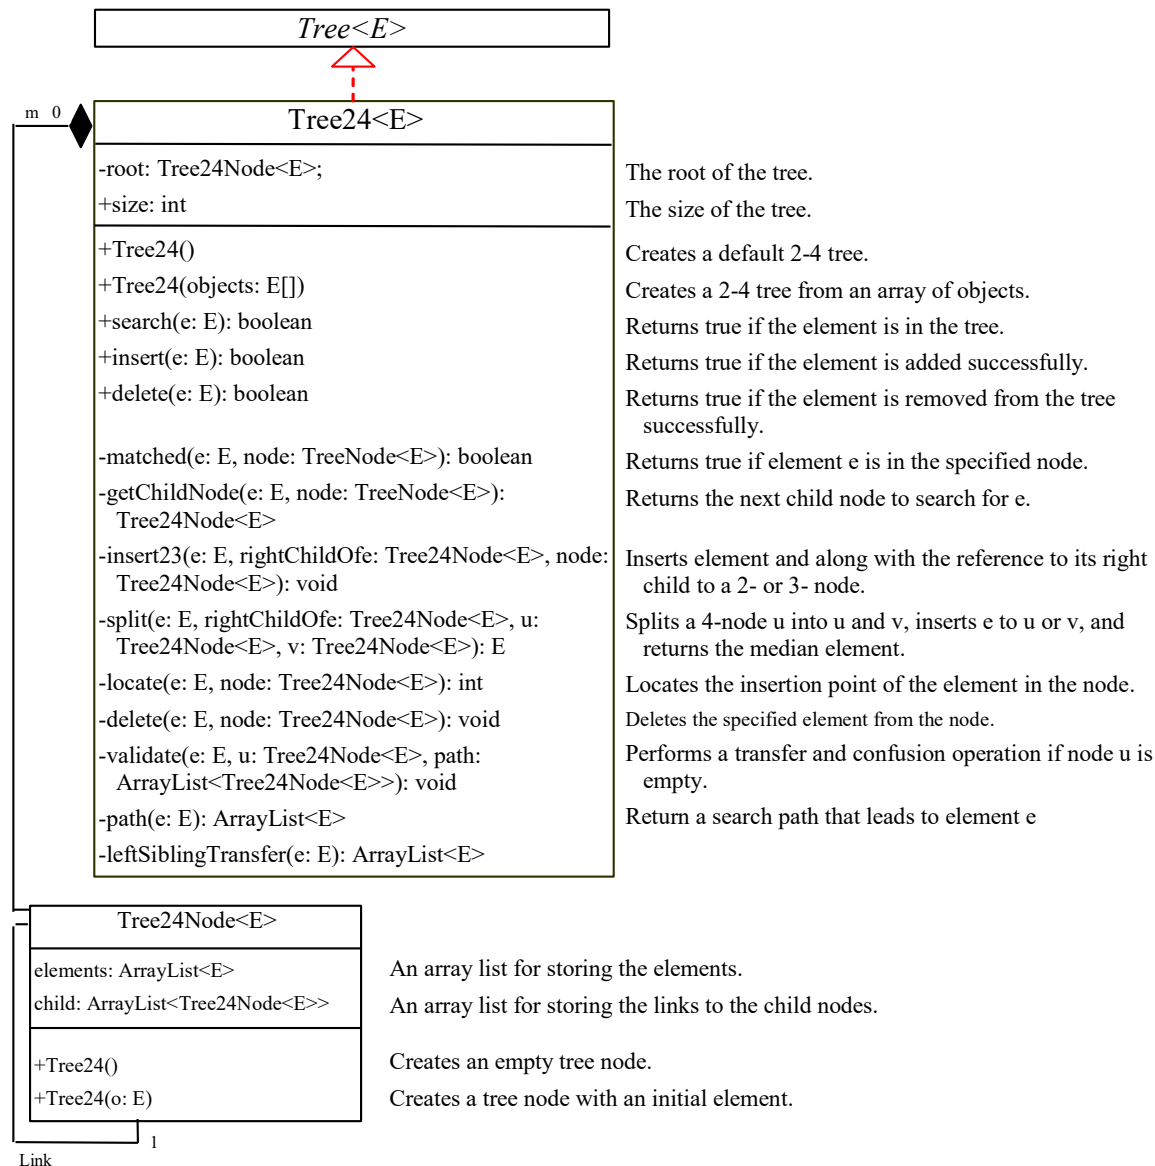 Tree<E>
m 0
Tree24<E>
-root: Tree24Node<E>;
The root of the tree.
+size: int
The size of the tree.
+Tree24()
Creates a default 2-4 tree.
+Tree24(objects: E[])
Creates a 2-4 tree from an array of objects.
+search(e: E): boolean
Returns true if the element is in the tree.
+insert(e: E): boolean
Returns true if the element is added successfully.
+delete(e: E): boolean
Returns true if the element is removed from the tree
successfully.
-matched(e: E, node: TreeNode<E>): boolean
Returns true if element e is in the specified node.
-getChildNode(e: E, node: TreeNode<E>):
Tree24Node<E>
Returns the next child node to search for e.
-insert23(e: E, rightChildOfe: Tree24Node<E>, node:
Tree24Node<E>): void
Inserts element and along with the reference to its right
child to a 2- or 3- node.
-split(e: E, rightChildOfe: Tree24Node<E>, u:
Tree24Node<E>, v: Tree24Node<E>): E
Splits a 4-node u into u and v, inserts e to u or v, and
returns the median element.
-locate(e: E, node: Tree24Node<E>): int
Locates the insertion point of the element in the node.
-delete(e: E, node: Tree24Node<E>): void
Deletes the specified element from the node.
-validate(e: E, u: Tree24Node<E>, path:
ArrayList<Tree24Node<E>>): void
Performs a transfer and confusion operation if node u is
empty.
-path(e: E): ArrayList<E>
Return a search path that leads to element e
-leftSiblingTransfer(e: E): ArrayList<E>
Tree24Node<E>
elements: ArrayList<E>
An array list for storing the elements.
child: ArrayList<Tree24Node<E>>
An array list for storing the links to the child nodes.
+Tree24()
Creates an empty tree node.
+Tree24(o: E)
Creates a tree node with an initial element.
1
Link